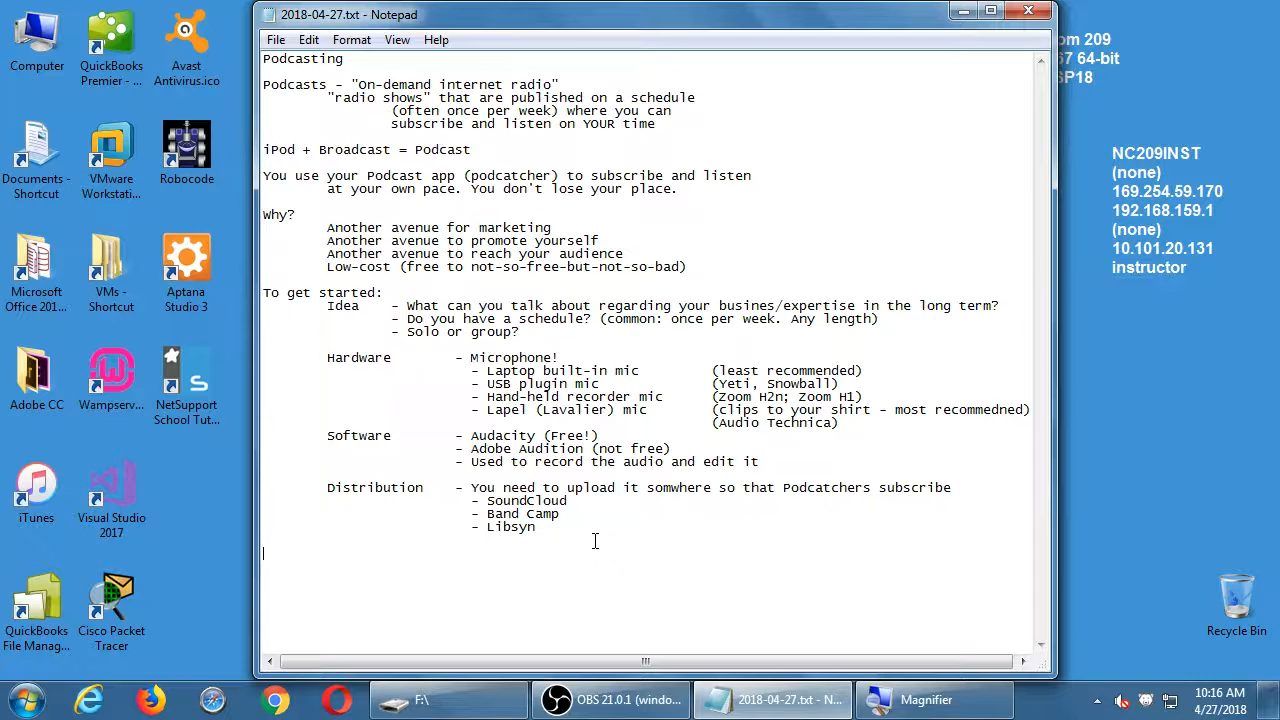 2018-04-27.txt - Notepad
File Edit Format View Help
Podcasting
Podcasts - "On-demand internet radio"
"radio shows" that are published on a schedule
(often once per week) where you can
subscribe and listen on YOUR time
iPod + Broadcast = Podcast
You use your Podcast app (podcatcher) to subscribe and listen
at your own pace. You don't lose your place.
Why?
Another avenue for marketing
Another avenue to promote yourself
Another avenue to reach your audience
Low-cost (free to not-so-free-but-not-so-bad)
To get started:
Idea - What can you talk about regarding your busines/expertise in the long term?
- Do you have a schedule? (common: once per week. Any length)
- Solo or group?
Hardware - Microphone!
- Laptop built-in mic (least recommended)
- USB plugin mic (Yeti, Snowball)
- Hand-held recorder mic (Zoom H2n; Zoom H1)
- Lapel (Lavalier) mic (clips to your shirt - most recommedned)
(Audio Technica)
Software - Audacity (Free!)
- Adobe Audition (not free)
- Used to record the audio and edit it
Distribution - You need to upload it somwhere so that Podcatchers subscribe
- SoundCloud
- Band Camp
- Libsyn
Computer
QuickBooks Premier - ...
Avast Antivirus.ico
Documents - Shortcut
VMware Workstati...
Robocode
Microsoft Office 201...
VMs - Shortcut
Aptana Studio 3
Adobe CC
Wampserv...
NetSupport School Tut...
iTunes
Visual Studio 2017
QuickBooks File Manag...
Cisco Packet Tracer
om 209
67 64-bit
SP18
NC209INST
(none)
169.254.59.170
192.168.159.1
(none)
10.101.20.131
instructor
Recycle Bin
F:\
OBS 21.0.1 (windo...
2018-04-27.txt - N...
Magnifier
10:16 AM
4/27/2018